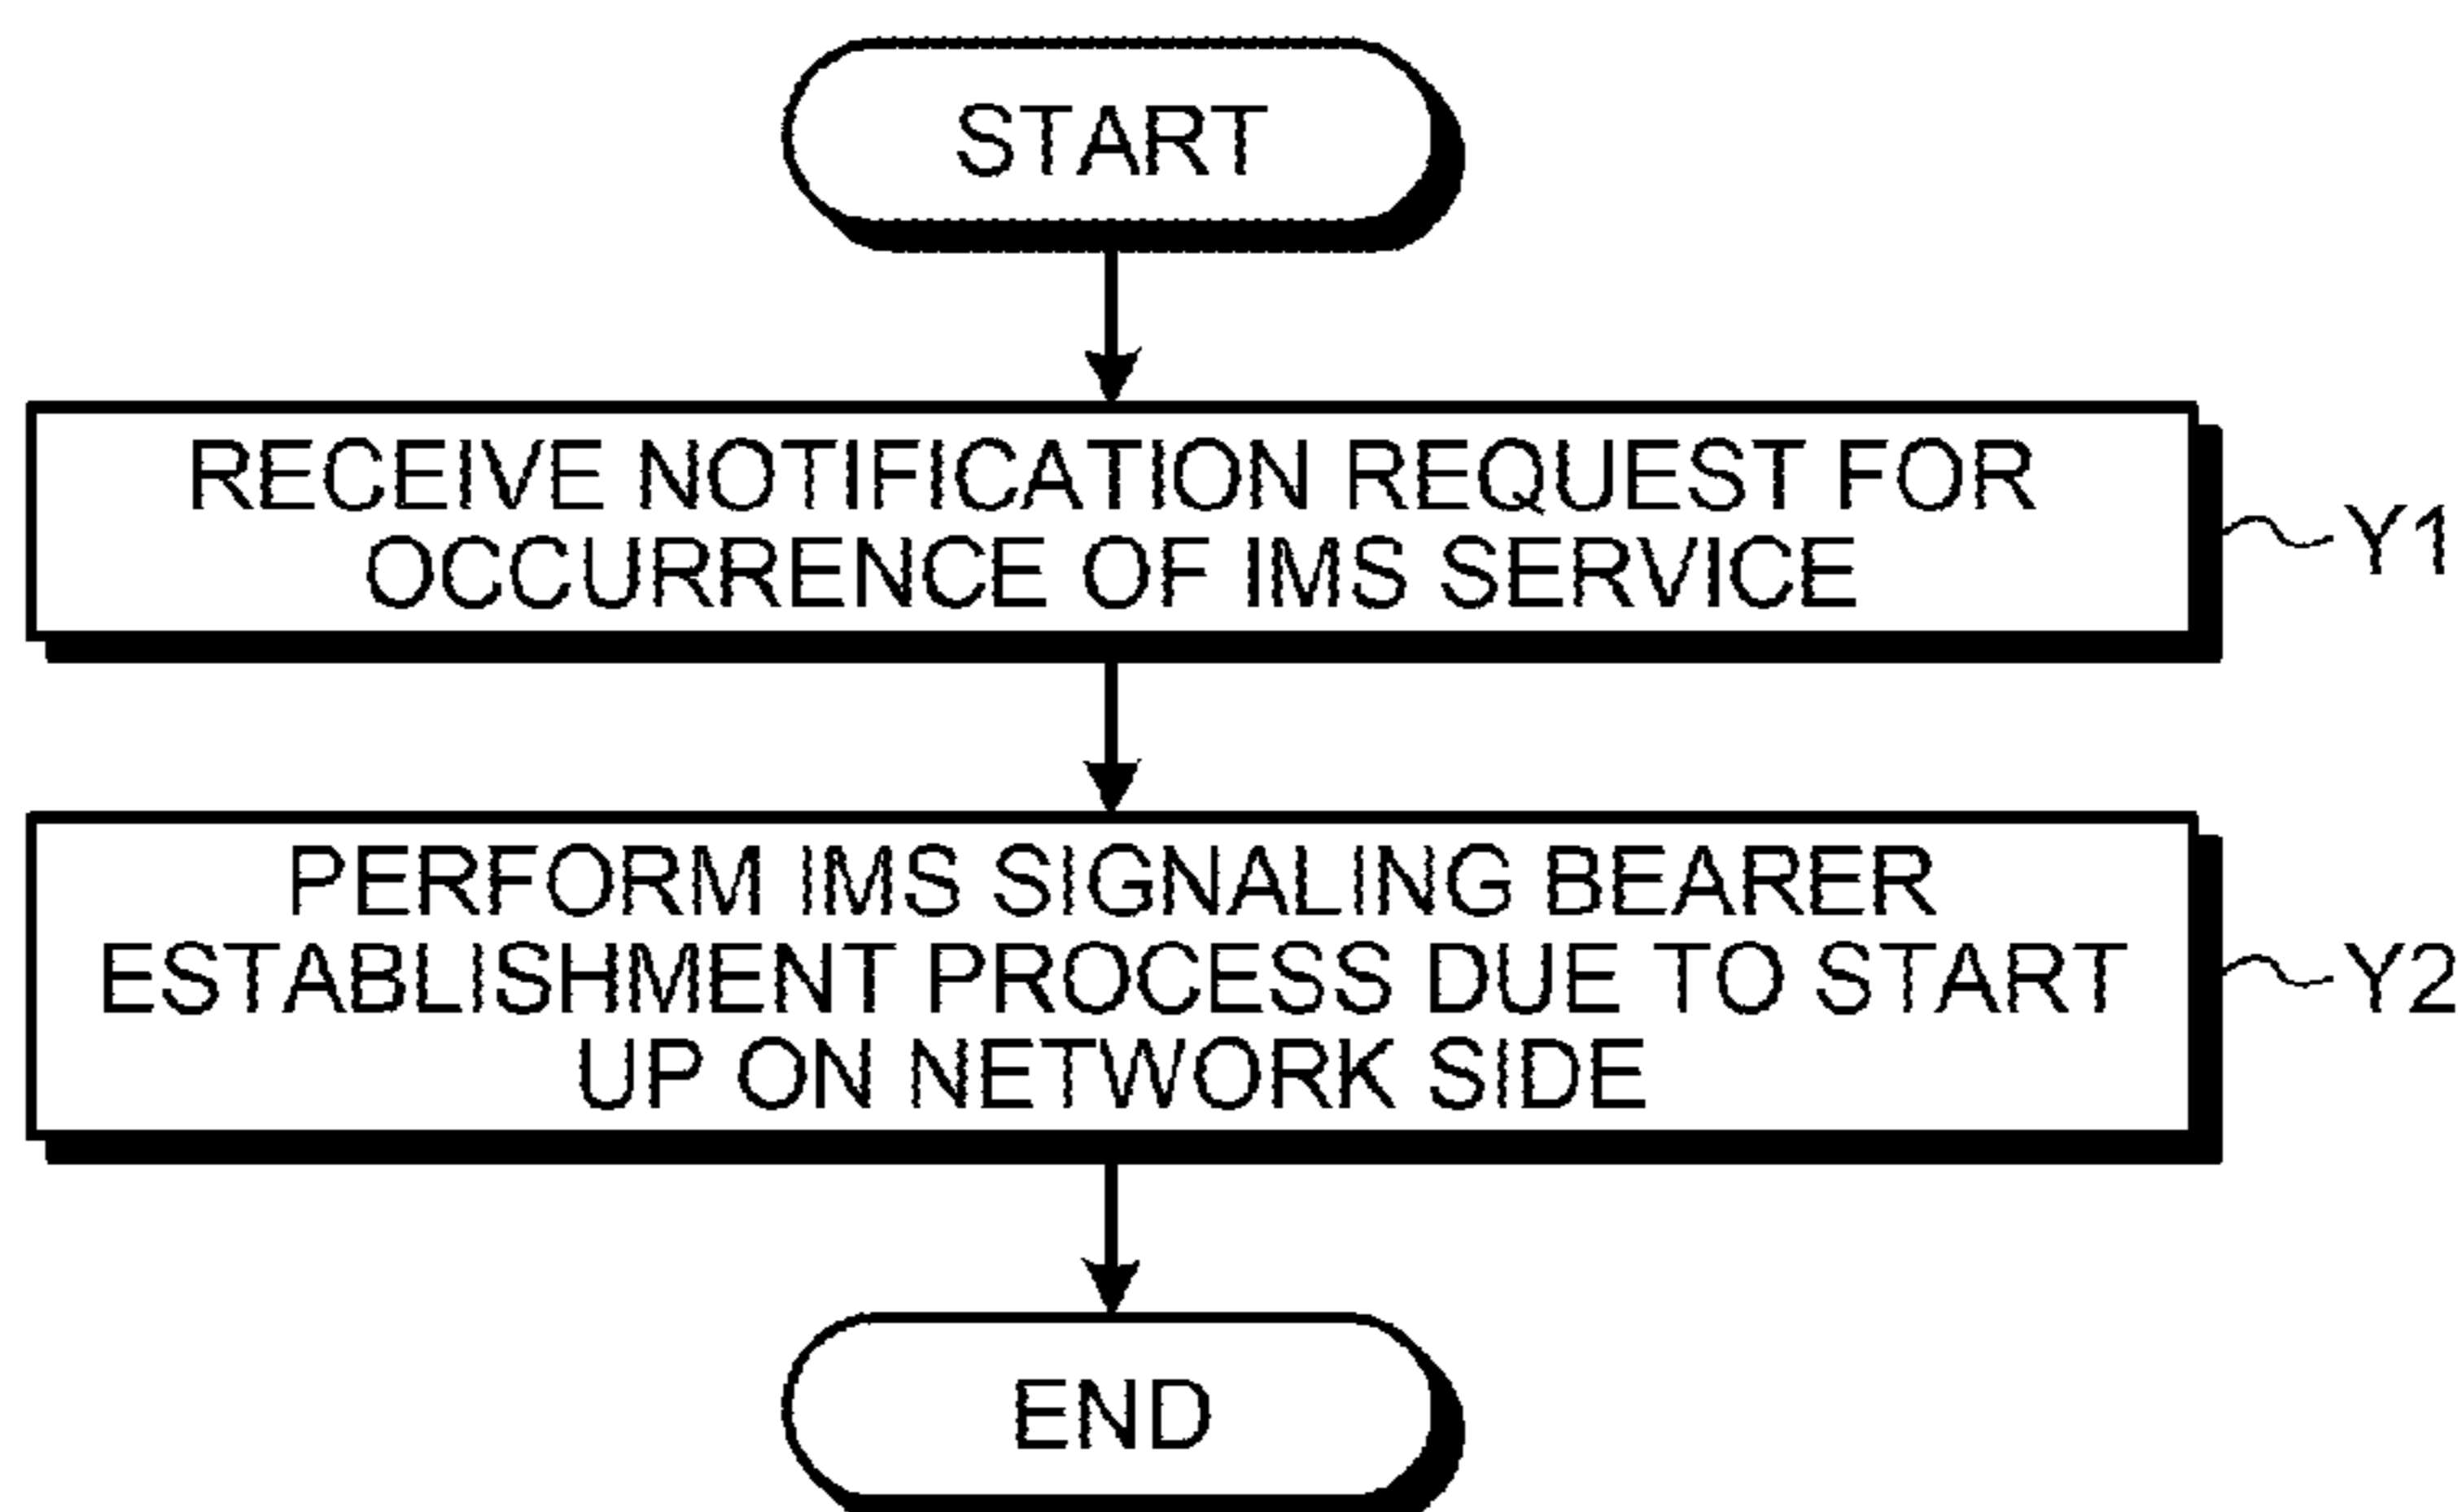 START
RECEIVE NOTIFICATION REQUEST FOR
OCCURRENCE OF IMS SERVICE
Y1
PERFORM IMS SIGNALING BEARER
ESTABLISHMENT PROCESS DUE TO START
UP ON NETWORK SIDE
Y2
END